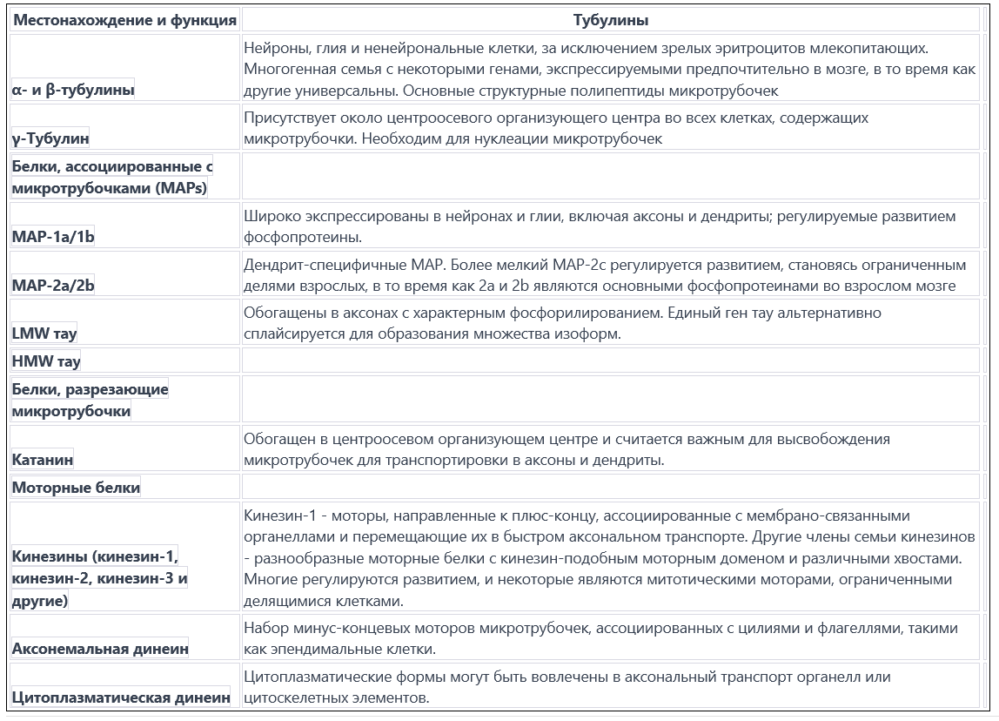 Местонахождение и функция
Тубулины
α- и β-тубулины
Нейроны, глия и ненейрональные клетки, за исключением зрелых эритроцитов млекопитающих.
Многогенная семья с некоторыми генами, экспрессируемыми предпочтительно в мозге, в то время как
другие универсальны. Основные структурные полипептиды микротрубочек
γ-Тубулин
Присутствует около центроосевого организующего центра во всех клетках, содержащих
микротрубочки. Необходим для нуклеации микротрубочек
Белки, ассоциированные с
микротрубочками (MAPs)
MAP-1a/1b
Широко экспрессированы в нейронах и глии, включая аксоны и дендриты; регулируемые развитием
фосфопротеины.
MAP-2a/2b
Дендрит-специфичные MAP. Более мелкий MAP-2c регулируется развитием, становясь ограниченным
делями взрослых, в то время как 2a и 2b являются основными фосфопротеинами во взрослом мозге
LMW тау
Обогащены в аксонах с характерным фосфорилированием. Единый ген тау альтернативно
сплайсируется для образования множества изоформ.
HMW тау
Белки, разрезающие
микротрубочки
Катанин
Обогащен в центроосевом организующем центре и считается важным для высвобождения
микротрубочек для транспортировки в аксоны и дендриты.
Моторные белки
Кинезины (кинезин-1,
кинезин-2, кинезин-3 и
другие)
Кинезин-1 - моторы, направленные к плюс-концу, ассоциированные с мембрано-связанными
органеллами и перемещающие их в быстром аксональном транспорте. Другие члены семьи кинезинов
- разнообразные моторные белки с кинезин-подобным моторным доменом и различными хвостами.
Многие регулируются развитием, и некоторые являются митотическими моторами, ограниченными
делящимися клетками.
Аксонемальная динеин
Набор минус-концевых моторов микротрубочек, ассоциированных с цилиями и флагеллями, такими
как эпендимальные клетки.
Цитоплазматическая динеин
Цитоплазматические формы могут быть вовлечены в аксональный транспорт органелл или
цитоскелетных элементов.